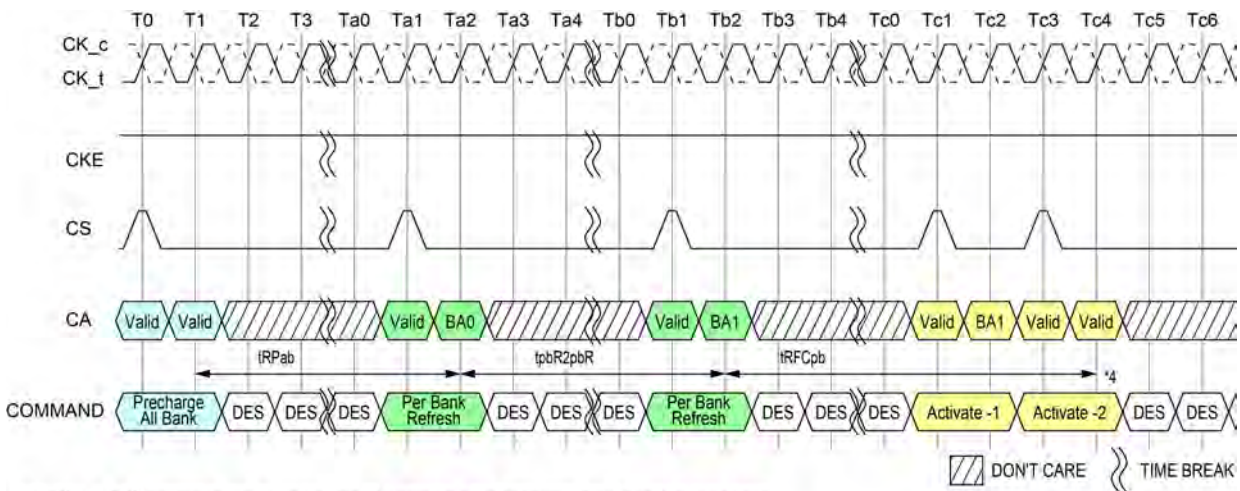 T0 T1 T2 T3 Ta0 Ta1 Ta2 Ta3 Ta4 Tb0 Tb1 Tb2 Tb3 Tb4 Tc0 Tc1 Tc2 Tc3 Tc4 Tc5 Tc6
CK_c
CK_t
CKE
CS
CA Valid Valid Valid BA0 Valid BA1 Valid BA1 Valid Valid
tRPab tpbR2pbR tRFCpb *4
COMMAND Precharge All Bank DES DES DES Per Bank Refresh DES DES DES Per Bank Refresh DES DES DES Activate -1 Activate -2 DES DES
DON'T CARE TIME BREAK